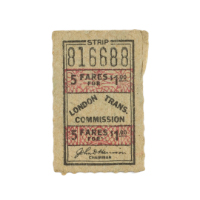 STRIP
816688
5 FARES $1.00
FOR
LONDON TRANS.
COMMISSION
5 FARES $1.00
FOR
CHAIRMAN